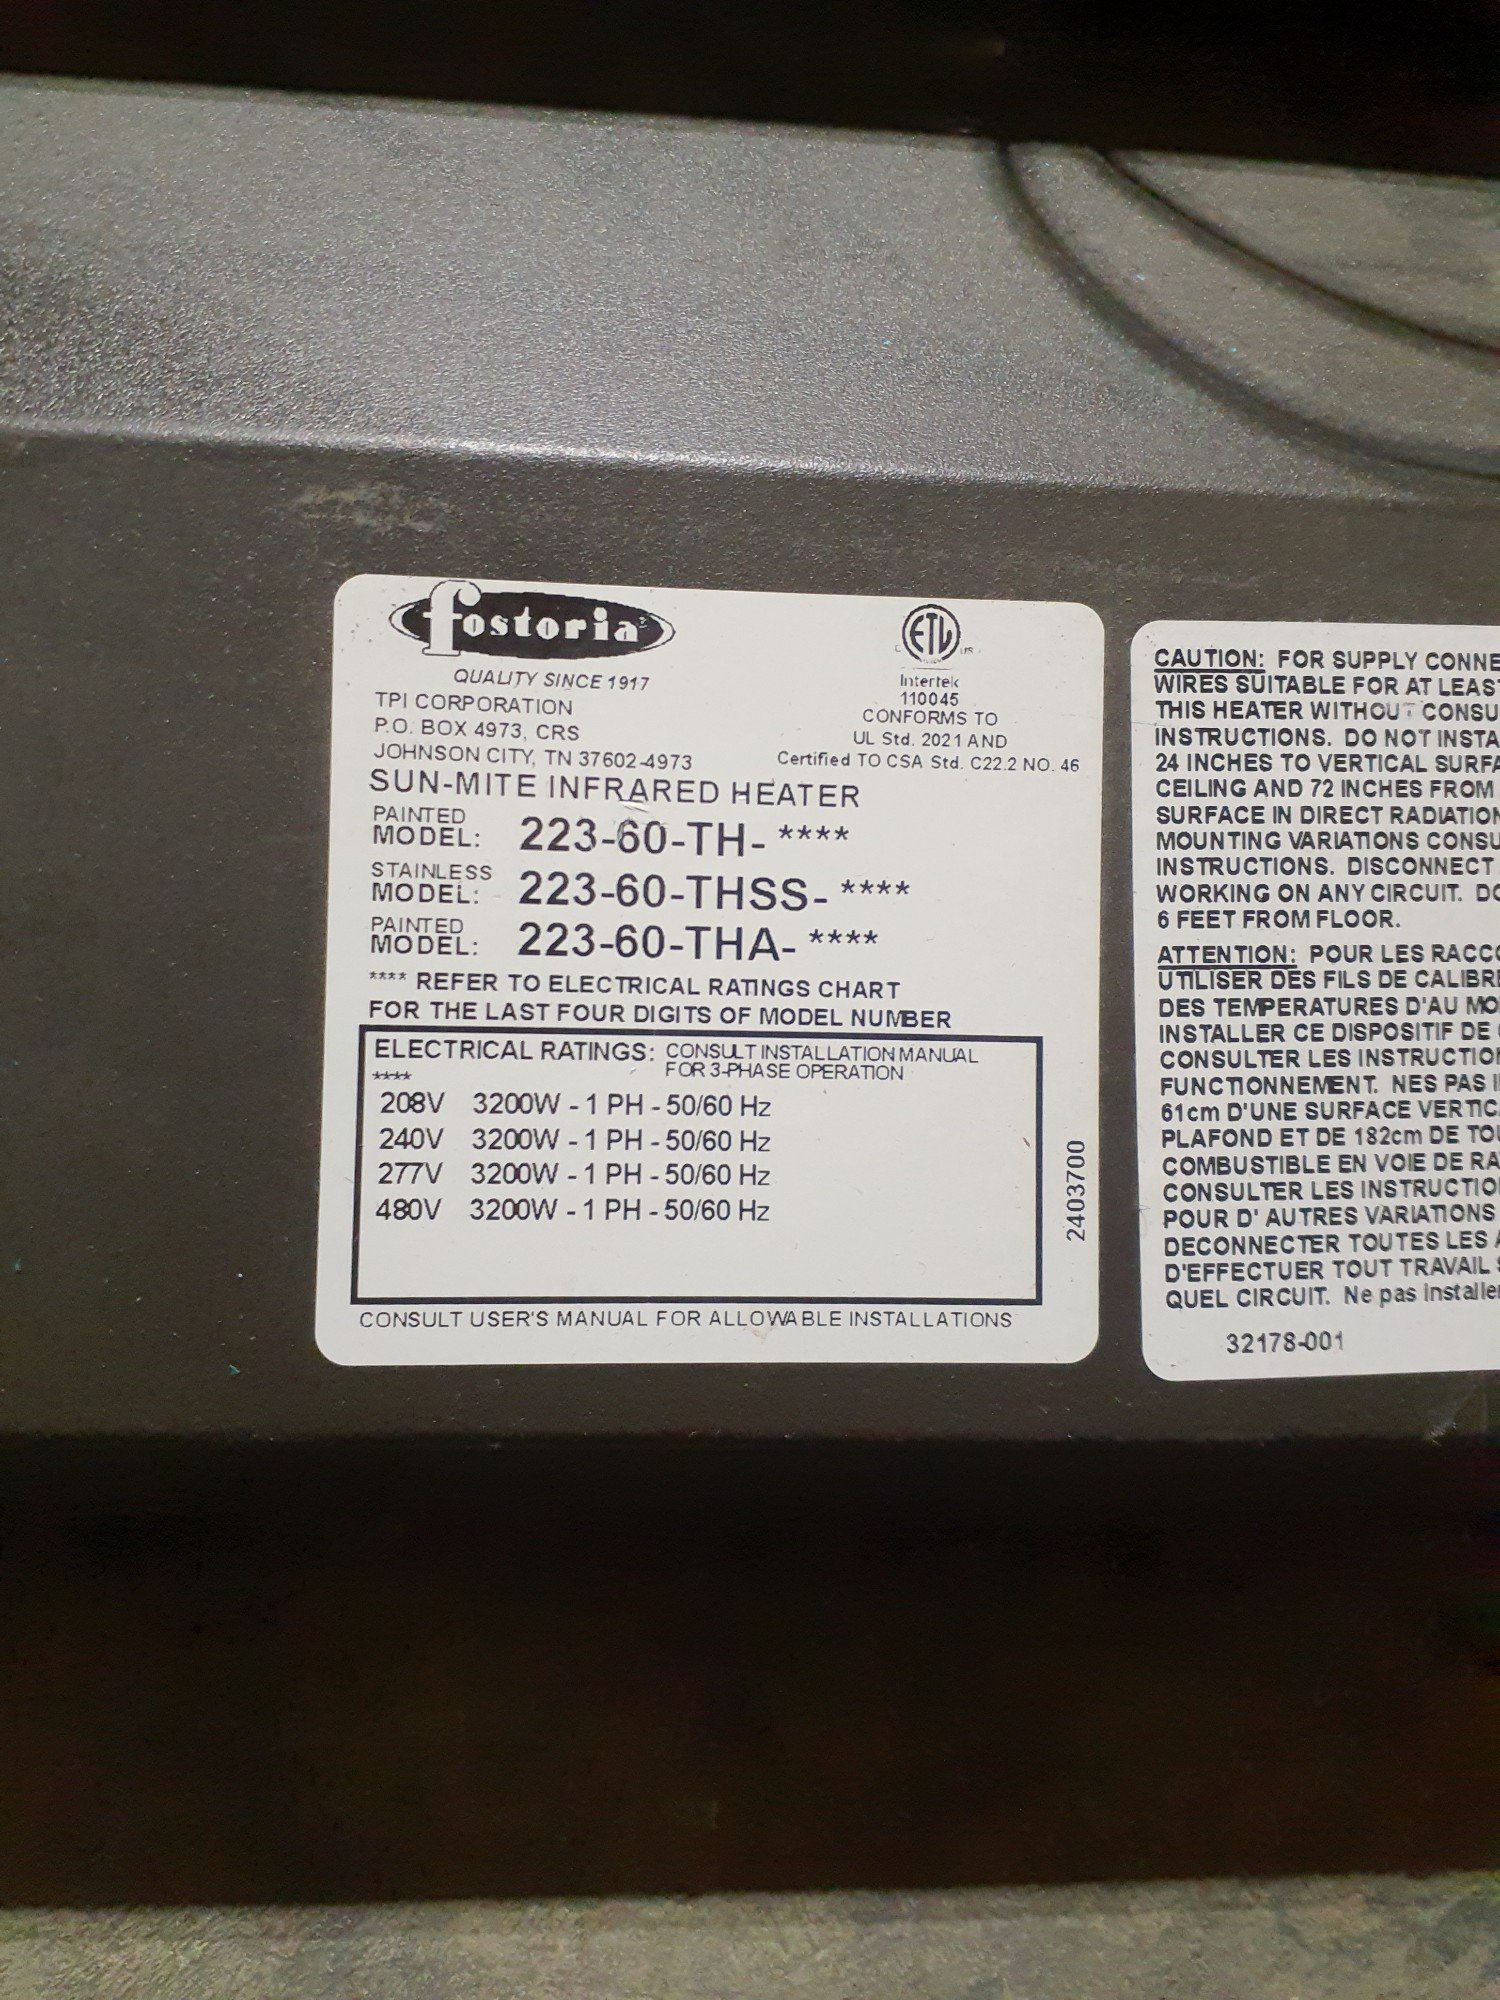 fostoria
QUALITY SINCE 1917
TPI CORPORATION
P.O. BOX 4973, CRS
JOHNSON CITY, TN 37602-4973
C ETL US
Intertek
110045
CONFORMS TO
UL Std. 2021 AND
Certified TO CSA Std. C22.2 NO. 46
SUN-MITE INFRARED HEATER
PAINTED
MODEL: 223-60-TH- ****
STAINLESS
MODEL: 223-60-THSS- ****
PAINTED
MODEL: 223-60-THA- ****
**** REFER TO ELECTRICAL RATINGS CHART
FOR THE LAST FOUR DIGITS OF MODEL NUMBER
ELECTRICAL RATINGS: CONSULT INSTALLATION MANUAL
FOR 3-PHASE OPERATION
****
208V 3200W - 1 PH - 50/60 Hz
240V 3200W - 1 PH - 50/60 Hz
277V 3200W - 1 PH - 50/60 Hz
480V 3200W - 1 PH - 50/60 Hz
2403700
CONSULT USER'S MANUAL FOR ALLOWABLE INSTALLATIONS
CAUTION: FOR SUPPLY
WIRES SUITABLE FOR AT
THIS HEATER WITHOUT
INSTRUCTIONS. DO NOT
24 INCHES TO VERTICAL
CEILING AND 72 INCHES FROM
SURFACE IN DIRECT
MOUNTING VARIATIONS
INSTRUCTIONS. DISCONNECT
WORKING ON ANY CIRCUIT.
6 FEET FROM FLOOR.
ATTENTION: POUR LES
UTILISER DES FILS DE
DES TEMPERATURES D'AU
INSTALLER CE DISPOSITIF DE
CONSULTER LES
FUNCTIONNEMENT. NES PAS
61cm D'UNE SURFACE
PLAFOND ET DE 182cm DE
COMBUSTIBLE EN VOIE DE
CONSULTER LES
POUR D' AUTRES VARIATIONS
DECONNECTER TOUTES LES
D'EFFECTUER TOUT TRAVAIL
QUEL CIRCUIT. Ne pas
32178-001